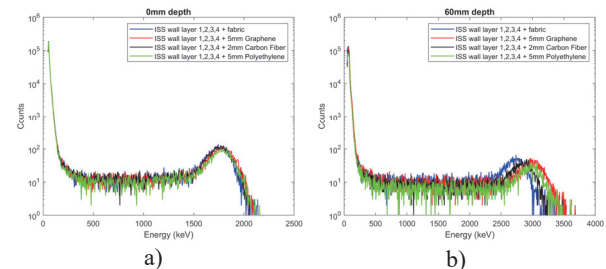 0mm depth
ISS wall layer 1,2,3,4 + fabric
ISS wall layer 1,2,3,4 + 5mm Graphene
ISS wall layer 1,2,3,4 + 2mm Carbon Fiber
ISS wall layer 1,2,3,4 + 5mm Polyethylene
Ccunts
10^6
10^5
10^4
10^3
10^2
10^1
10^0
0 500 1000 1500 2000 2500
Energy (keV)
a)
60mm depth
ISS wall layer 1,2,3,4 + fabric
ISS wall layer 1,2,3,4 + 5mm Graphene
ISS wall layer 1,2,3,4 + 2mm Carbon Fiber
ISS wall layer 1,2,3,4 + 5mm Polyethylene
Ccunts
10^6
10^5
10^4
10^3
10^2
10^1
10^0
0 500 1000 1500 2000 2500 3000 3500 4000
Energy (keV)
b)